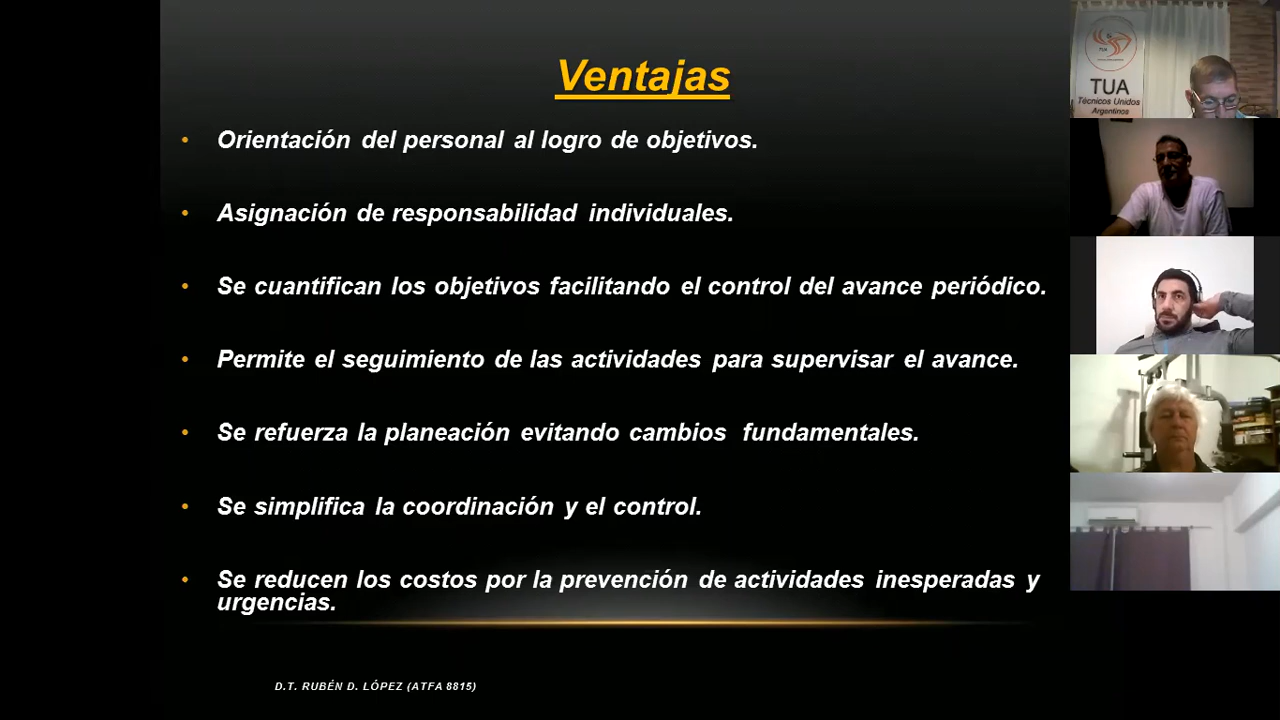 Ventajas
• Orientación del personal al logro de objetivos.
• Asignación de responsabilidad individuales.
• Se cuantifican los objetivos facilitando el control del avance periódico.
• Permite el seguimiento de las actividades para supervisar el avance.
• Se refuerza la planeación evitando cambios fundamentales.
• Se simplifica la coordinación y el control.
• Se reducen los costos por la prevención de actividades inesperadas y
urgencias.
D.T. RUBÉN D. LÓPEZ (ATFA 8815)
TUA
TUA
Técnicos Unidos
Argentinos